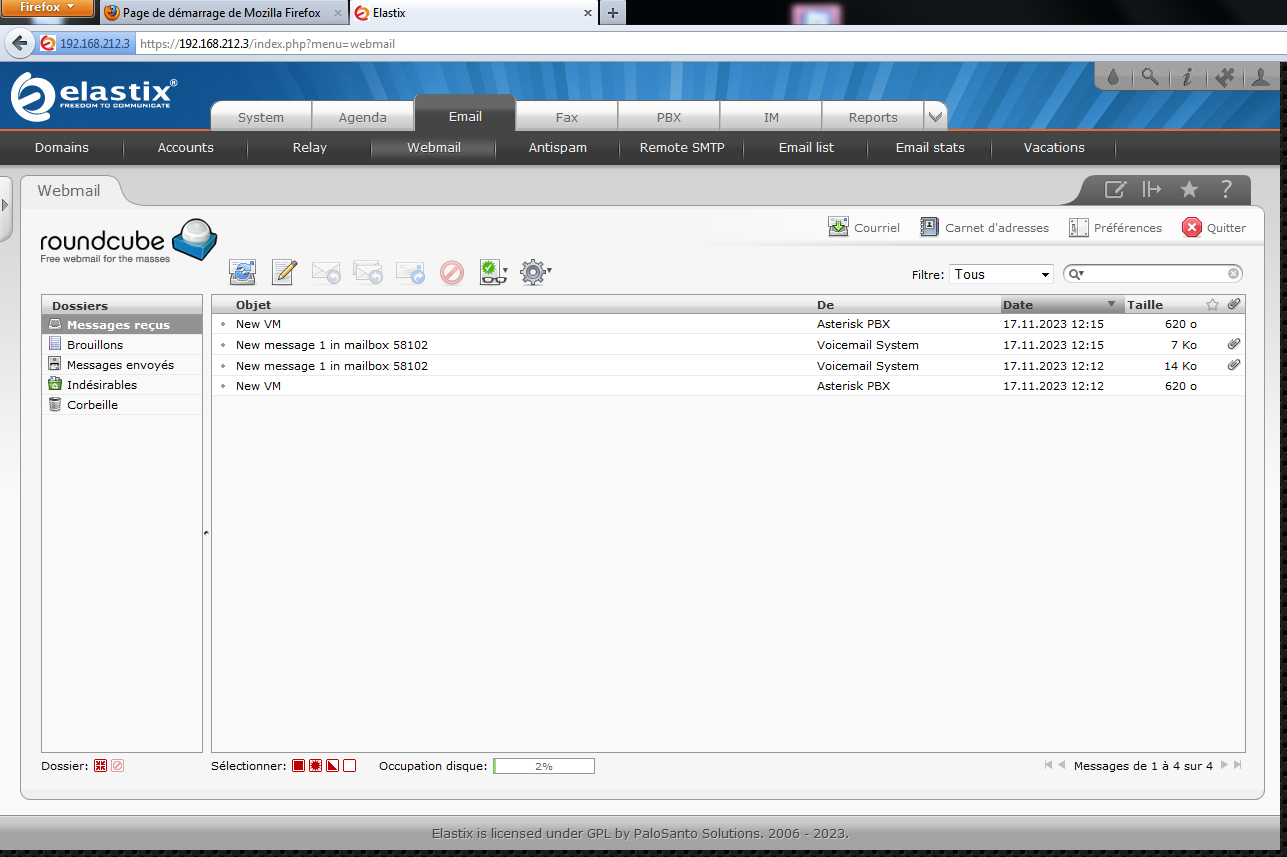 Firefox
Page de démarrage de Mozilla Firefox
Elastix
192.168.212.3
https://192.168.212.3/index.php?menu=webmail
elastix®
FREEDOM TO COMMUNICATE
System Agenda Email Fax PBX IM Reports
Domains Accounts Relay Webmail Antispam Remote SMTP Email list Email stats Vacations
Webmail
?
roundcube
Free webmail for the masses
Courriel Carnet d'adresses Préférences Quitter
Filtre: Tous
Dossiers
Messages reçus
Brouillons
Messages envoyés
Indésirables
Corbeille
Objet De Date Taille
New VM Asterisk PBX 17.11.2023 12:15 620 o
New message 1 in mailbox 58102 Voicemail System 17.11.2023 12:15 7 Ko
New message 1 in mailbox 58102 Voicemail System 17.11.2023 12:12 14 Ko
New VM Asterisk PBX 17.11.2023 12:12 620 o
Dossier:
Sélectionner:
Occupation disque: 2%
Messages de 1 à 4 sur 4
Elastix is licensed under GPL by PaloSanto Solutions. 2006 - 2023.